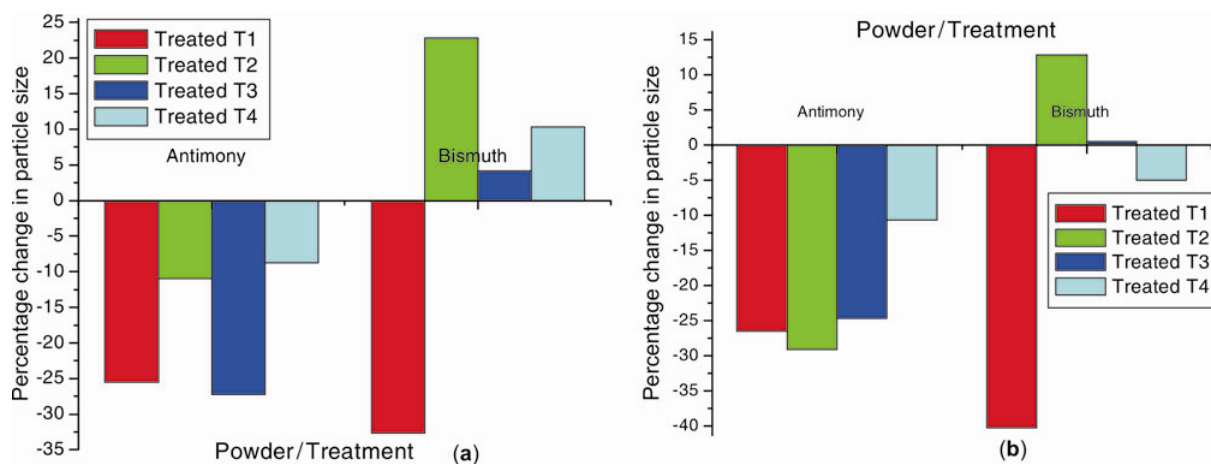 Percentage change in particle size
25
20
15
10
5
0
-5
-10
-15
-20
-25
-30
-35
Treated T1
Treated T2
Treated T3
Treated T4
Antimony
Bismuth
Powder/Treatment
(a)
Powder/Treatment
Percentage change in particle size
15
10
5
0
-5
-10
-15
-20
-25
-30
-35
-40
Antimony
Bismuth
Treated T1
Treated T2
Treated T3
Treated T4
(b)